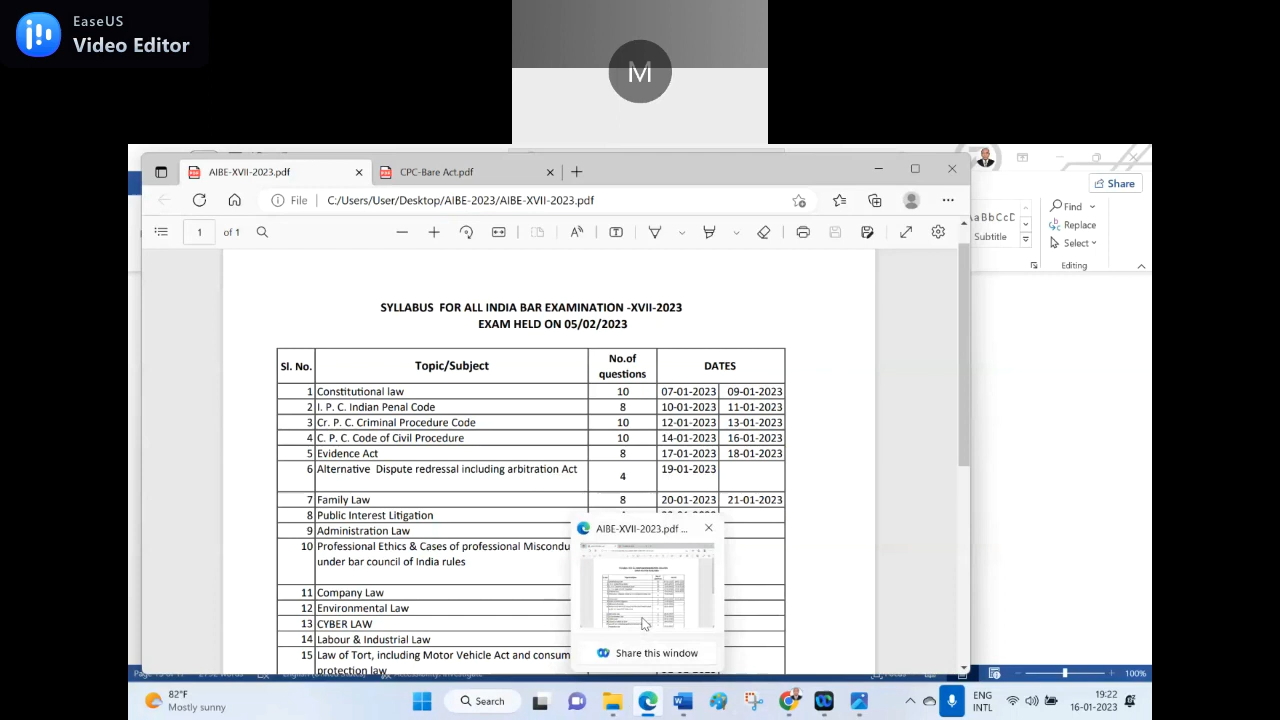 EaseUS
Video Editor
M
AIBE-XVII-2023.pdf
CPC-Bare Act.pdf
Share
File
C:/Users/User/Desktop/AIBE-2023/AIBE-XVII-2023.pdf
Find
Replace
Select
Subtitle
Editing
1 of 1
SYLLABUS FOR ALL INDIA BAR EXAMINATION -XVII-2023
EXAM HELD ON 05/02/2023
Sl. No. Topic/Subject No.of questions DATES
1 Constitutional law 10 07-01-2023 09-01-2023
2 I. P. C. Indian Penal Code 8 10-01-2023 11-01-2023
3 Cr. P. C. Criminal Procedure Code 10 12-01-2023 13-01-2023
4 C. P. C. Code of Civil Procedure 10 14-01-2023 16-01-2023
5 Evidence Act 8 17-01-2023 18-01-2023
6 Alternative Dispute redressal including arbitration Act 4 19-01-2023
7 Family Law 8 20-01-2023 21-01-2023
8 Public Interest Litigation
9 Administration Law
10 Professional Ethics & Cases of professional Miscondu
under bar council of India rules
11 Company Law
12 Environmental Law
13 CYBER LAW
14 Labour & Industrial Law
15 Law of Tort, including Motor Vehicle Act and consum
protection law
AIBE-XVII-2023.pdf ...
Share this window
100%
82°F
Mostly sunny
Search
ENG
INTL
19:22
16-01-2023